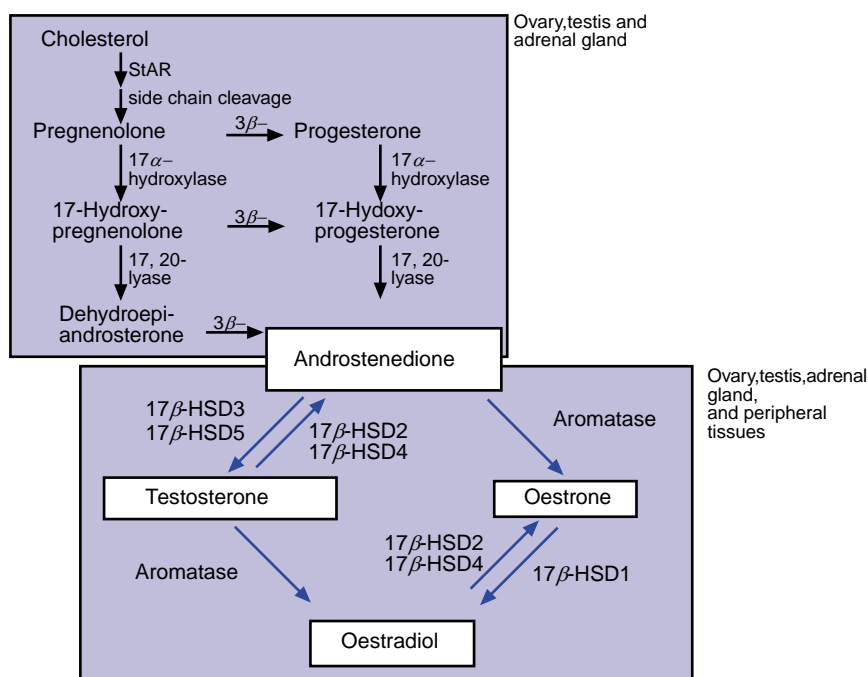 Ovary,testis and
adrenal gland
Cholesterol
StAR
side chain cleavage
Pregnenolone
3β–
Progesterone
17α–
hydroxylase
17α–
hydroxylase
17-Hydroxy-
pregnenolone
3β–
17-Hydoxy-
progesterone
17, 20-
lyase
17, 20-
lyase
Dehydroepi-
androsterone
3β–
Androstenedione
Ovary,testis,adrenal
gland,
and peripheral
tissues
17β-HSD3
17β-HSD5
17β-HSD2
17β-HSD4
Aromatase
Testosterone
Oestrone
Aromatase
17β-HSD2
17β-HSD4
17β-HSD1
Oestradiol